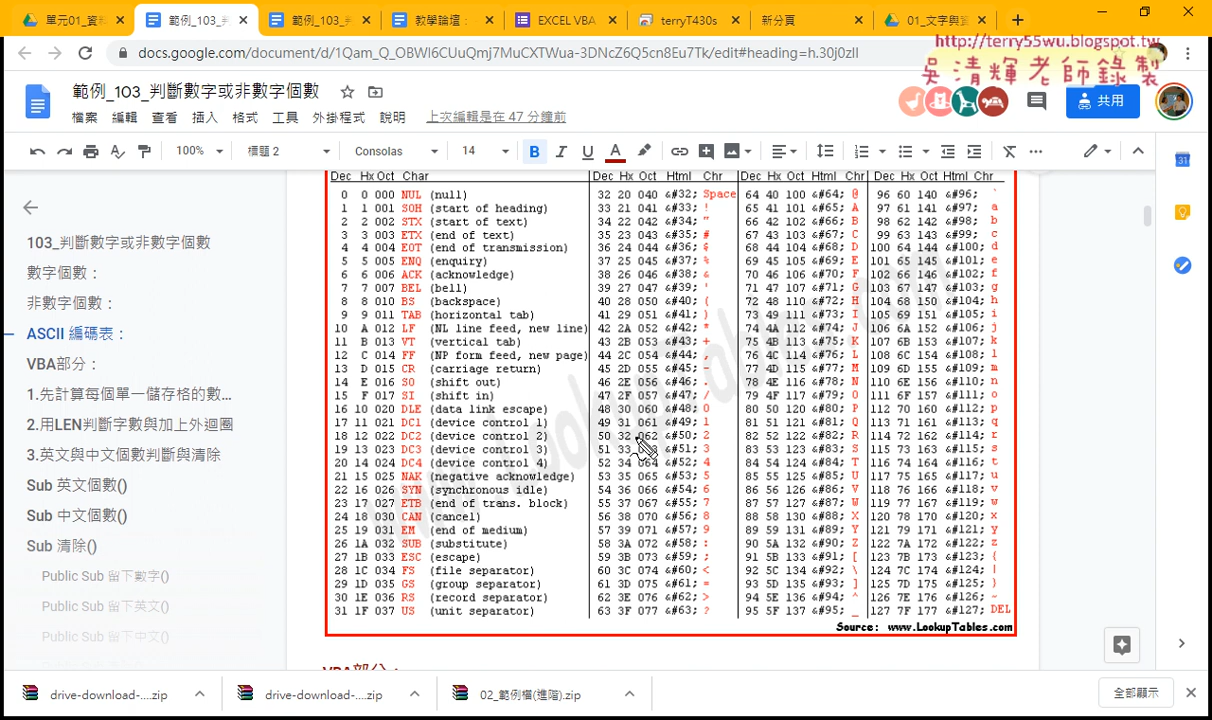 單元01_資
範例_103_判
範例_103_判
教學論壇：
EXCEL VBA
terryT430s
新分頁
01_文字與資
docs.google.com/document/d/1Qam_Q_OBWl6CUuQmj7MuCXTWua-3DNcZ6Q5cn8Eu7Tk/edit#heading=h.30j0zll
http://terry55wu.blogspot.tw
吳清輝老師錄製
範例_103_判斷數字或非數字個數
檔案 編輯 查看 插入 格式 工具 外掛程式 說明 上次編輯是在 47 分鐘前
共用
100% 標題 2 Consolas 14 B I U A
103_判斷數字或非數字個數
數字個數：
非數字個數：
ASCII 編碼表：
VBA部分：
1.先計算每個單一儲存格的數...
2.用LEN判斷字數與加上外迴圈
3.英文與中文個數判斷與清除
Sub 英文個數()
Sub 中文個數()
Sub 清除()
Public Sub 留下數字()
Public Sub 留下英文()
Public Sub 留下中文()
Dec Hx Oct Char Dec Hx Oct Html Chr Dec Hx Oct Html Chr Dec Hx Oct Html Chr
0 0 000 NUL (null) 32 20 040 &#32; Space 64 40 100 &#64; @ 96 60 140 &#96; `
1 1 001 SOH (start of heading) 33 21 041 &#33; ! 65 41 101 &#65; A 97 61 141 &#97; a
2 2 002 STX (start of text) 34 22 042 &#34; " 66 42 102 &#66; B 98 62 142 &#98; b
3 3 003 ETX (end of text) 35 23 043 &#35; # 67 43 103 &#67; C 99 63 143 &#99; c
4 4 004 EOT (end of transmission) 36 24 044 &#36; $ 68 44 104 &#68; D 100 64 144 &#100; d
5 5 005 ENQ (enquiry) 37 25 045 &#37; % 69 45 105 &#69; E 101 65 145 &#101; e
6 6 006 ACK (acknowledge) 38 26 046 &#38; & 70 46 106 &#70; F 102 66 146 &#102; f
7 7 007 BEL (bell) 39 27 047 &#39; ' 71 47 107 &#71; G 103 67 147 &#103; g
8 8 010 BS (backspace) 40 28 050 &#40; ( 72 48 110 &#72; H 104 68 150 &#104; h
9 9 011 TAB (horizontal tab) 41 29 051 &#41; ) 73 49 111 &#73; I 105 69 151 &#105; i
10 A 012 LF (NL line feed, new line) 42 2A 052 &#42; * 74 4A 112 &#74; J 106 6A 152 &#106; j
11 B 013 VT (vertical tab) 43 2B 053 &#43; + 75 4B 113 &#75; K 107 6B 153 &#107; k
12 C 014 FF (NP form feed, new page) 44 2C 054 &#44; , 76 4C 114 &#76; L 108 6C 154 &#108; l
13 D 015 CR (carriage return) 45 2D 055 &#45; - 77 4D 115 &#77; M 109 6D 155 &#109; m
14 E 016 SO (shift out) 46 2E 056 &#46; . 78 4E 116 &#78; N 110 6E 156 &#110; n
15 F 017 SI (shift in) 47 2F 057 &#47; / 79 4F 117 &#79; O 111 6F 157 &#111; o
16 10 020 DLE (data link escape) 48 30 060 &#48; 0 80 50 120 &#80; P 112 70 160 &#112; p
17 11 021 DC1 (device control 1) 49 31 061 &#49; 1 81 51 121 &#81; Q 113 71 161 &#113; q
18 12 022 DC2 (device control 2) 50 32 062 &#50; 2 82 52 122 &#82; R 114 72 162 &#114; r
19 13 023 DC3 (device control 3) 51 33 &#51; 3 83 53 123 &#83; S 115 73 163 &#115; s
20 14 024 DC4 (device control 4) 52 34 064 &#52; 4 84 54 124 &#84; T 116 74 164 &#116; t
21 15 025 NAK (negative acknowledge) 53 35 065 &#53; 5 85 55 125 &#85; U 117 75 165 &#117; u
22 16 026 SYN (synchronous idle) 54 36 066 &#54; 6 86 56 126 &#86; V 118 76 166 &#118; v
23 17 027 ETB (end of trans. block) 55 37 067 &#55; 7 87 57 127 &#87; W 119 77 167 &#119; w
24 18 030 CAN (cancel) 56 38 070 &#56; 8 88 58 130 &#88; X 120 78 170 &#120; x
25 19 031 EM (end of medium) 57 39 071 &#57; 9 89 59 131 &#89; Y 121 79 171 &#121; y
26 1A 032 SUB (substitute) 58 3A 072 &#58; : 90 5A 132 &#90; Z 122 7A 172 &#122; z
27 1B 033 ESC (escape) 59 3B 073 &#59; ; 91 5B 133 &#91; [ 123 7B 173 &#123; {
28 1C 034 FS (file separator) 60 3C 074 &#60; < 92 5C 134 &#92; \ 124 7C 174 &#124; |
29 1D 035 GS (group separator) 61 3D 075 &#61; = 93 5D 135 &#93; ] 125 7D 175 &#125; }
30 1E 036 RS (record separator) 62 3E 076 &#62; > 94 5E 136 &#94; ^ 126 7E 176 &#126; ~
31 1F 037 US (unit separator) 63 3F 077 &#63; ? 95 5F 137 &#95; _ 127 7F 177 &#127; DEL
Source: www.LookupTables.com
VBA部分：
drive-download-....zip
drive-download-....zip
02_範例檔(進階).zip
全部顯示